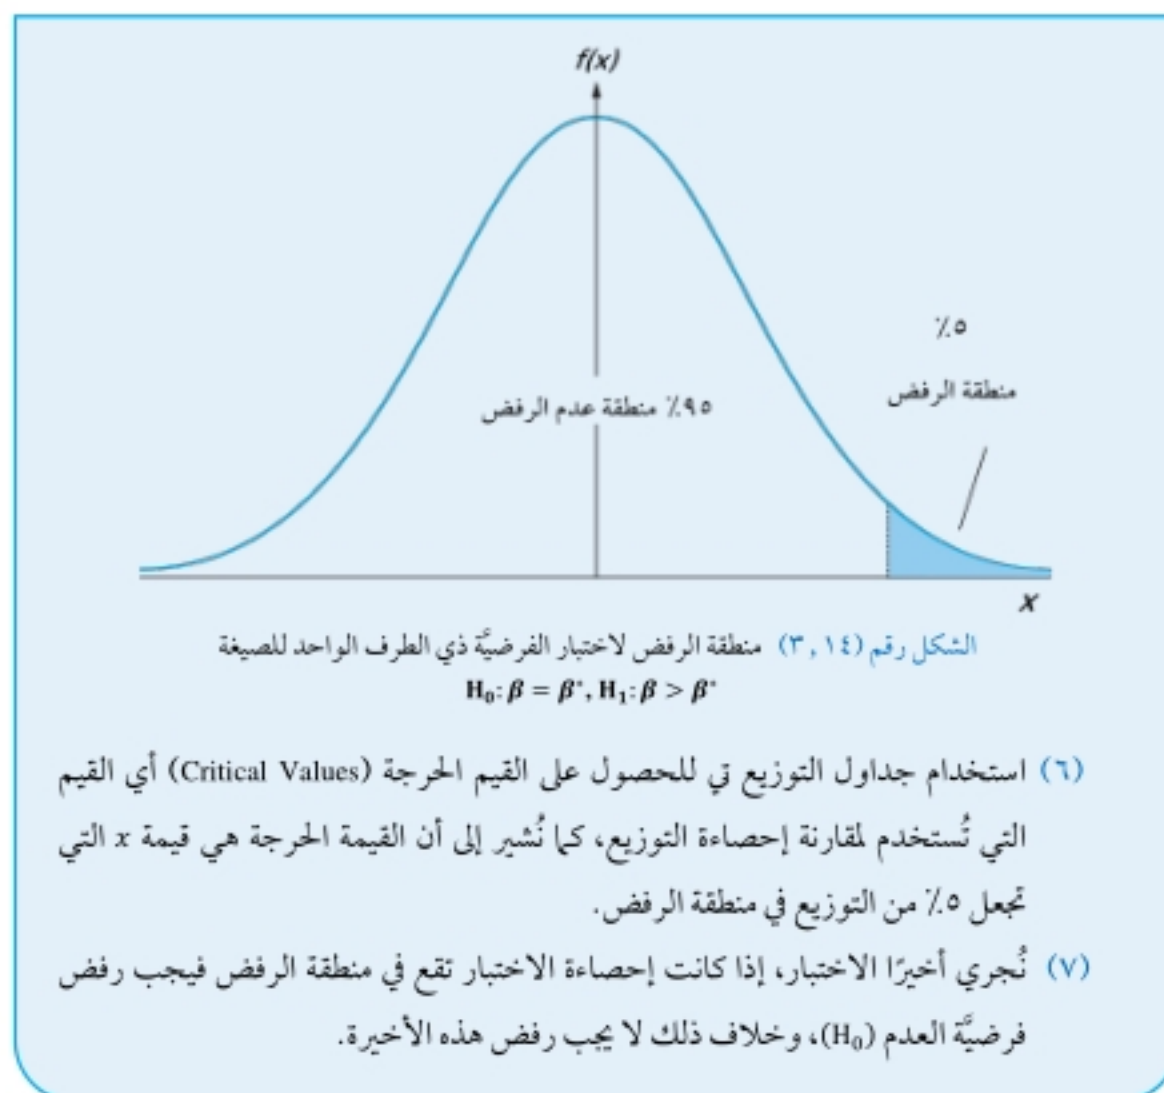 f(x)
٥٪
منطقة الرفض
٩٥٪ منطقة عدم الرفض
x
الشكل رقم (٣,١٤) منطقة الرفض لاختبار الفرضيَّة ذي الطرف الواحد للصيغة
H₀: β = β*, H₁: β > β*
(٦) استخدام جداول التوزيع تي للحصول على القيم الحرجة (Critical Values) أي القيم
التي تُستخدم لمقارنة إحصاءة التوزيع، كما نُشير إلى أن القيمة الحرجة هي قيمة x التي
تجعل ٥٪ من التوزيع في منطقة الرفض.
(٧) نُجري أخيرًا الاختبار، إذا كانت إحصاءة الاختبار تقع في منطقة الرفض فيجب رفض
فرضيَّة العدم (H₀)، وخلاف ذلك لا يجب رفض هذه الأخيرة.